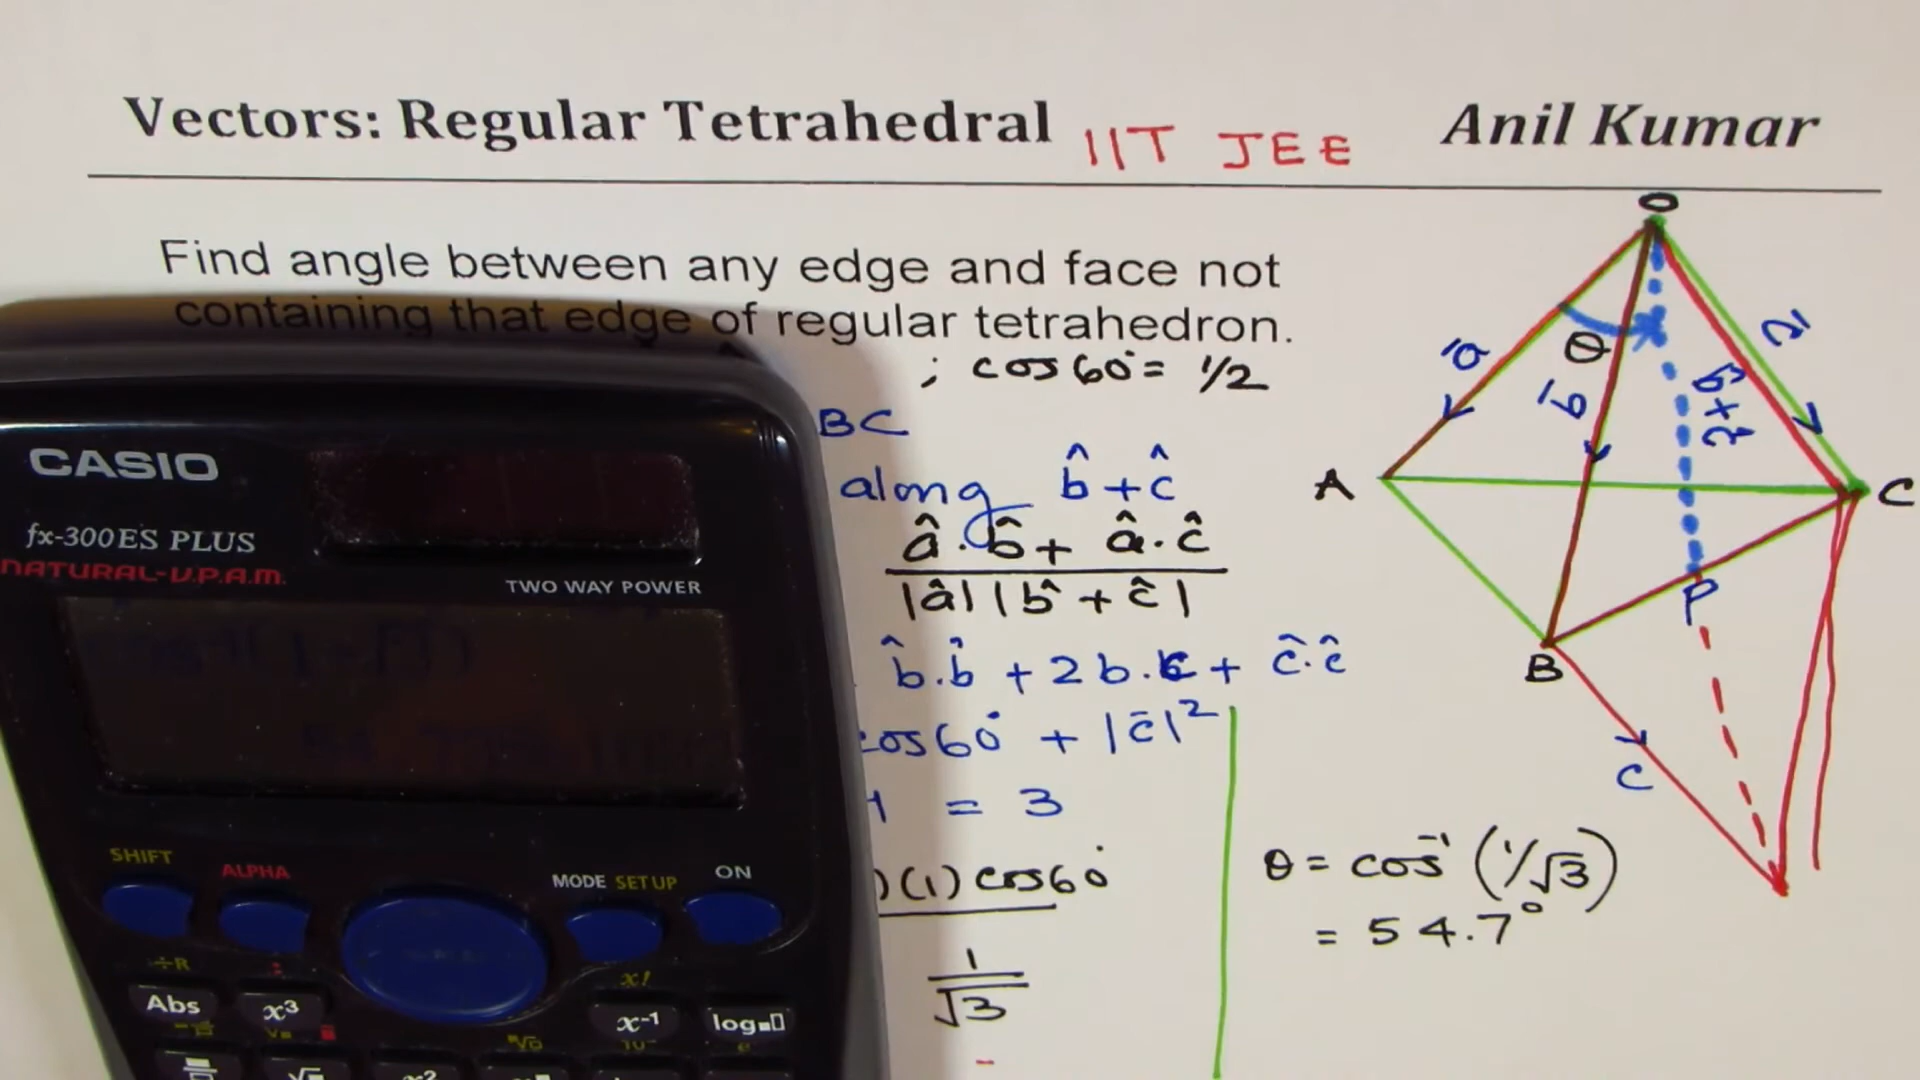 Vectors: Regular Tetrahedral IIT JEE Anil Kumar
Find angle between any edge and face not
containing that edge of regular tetrahedron.
; cos60° = 1/2
BC
along b̂ + ĉ
â . b̂ + â . ĉ
|â| |b̂ + ĉ|
b̂.b̂ + 2b.c + ĉ.ĉ
cos60° + |c̄|²
= 3
)(1) cos60°
1
√3
θ = cos⁻¹ (1/√3)
= 54.7°
O
ā
θ
b̄
b̂+ĉ
c̄
A
C
P
B
C
CASIO
fx-300ES PLUS
NATURAL-V.P.A.M.
TWO WAY POWER
SHIFT
ALPHA
MODE SETUP
ON
÷R
:
x!
Abs
x³
x⁻¹
log